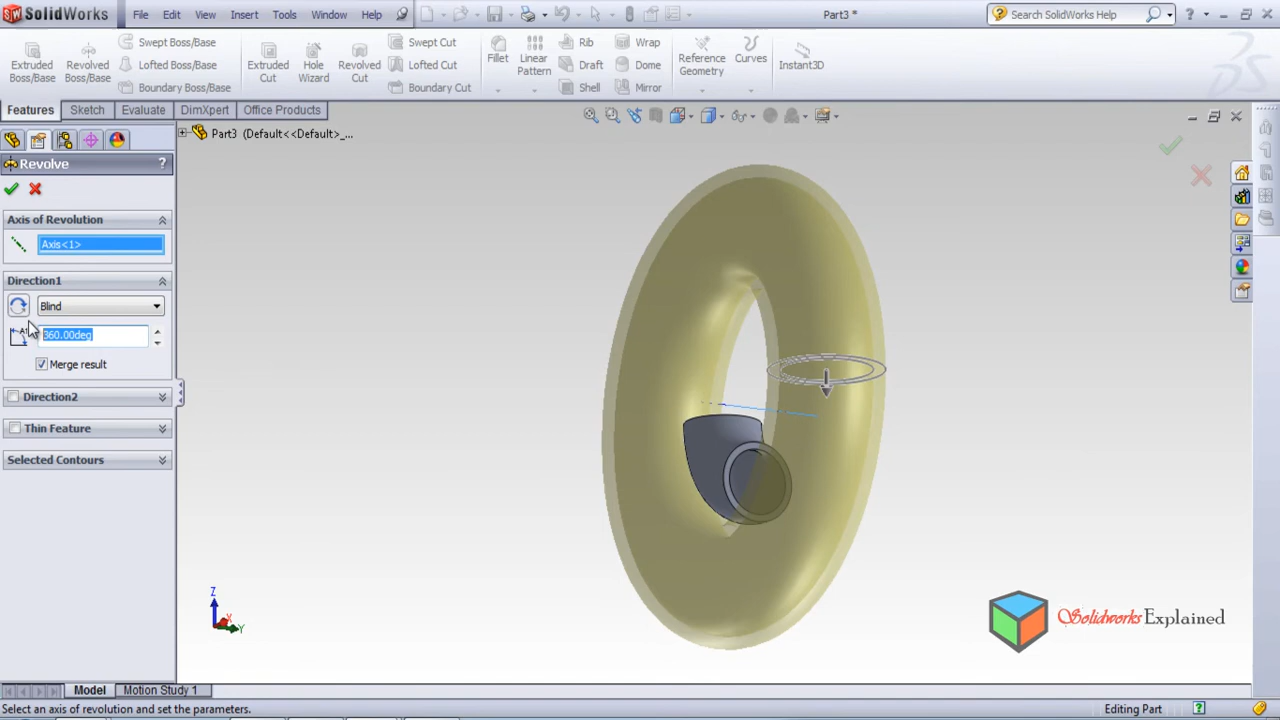 SolidWorks File Edit View Insert Tools Window Help Part3 * Search SolidWorks Help
Extruded Boss/Base
Revolved Boss/Base
Swept Boss/Base
Lofted Boss/Base
Boundary Boss/Base
Extruded Cut
Hole Wizard
Revolved Cut
Swept Cut
Lofted Cut
Boundary Cut
Fillet
Linear Pattern
Rib
Draft
Shell
Wrap
Dome
Mirror
Reference Geometry
Curves
Instant3D
Features Sketch Evaluate DimXpert Office Products
Part3 (Default<<Default>_...
Revolve ?
Axis of Revolution
Axis<1>
Direction1
Blind
360.00deg
Merge result
Direction2
Thin Feature
Selected Contours
Z
X
Y
Solidworks Explained
Model Motion Study 1
Select an axis of revolution and set the parameters. Editing Part